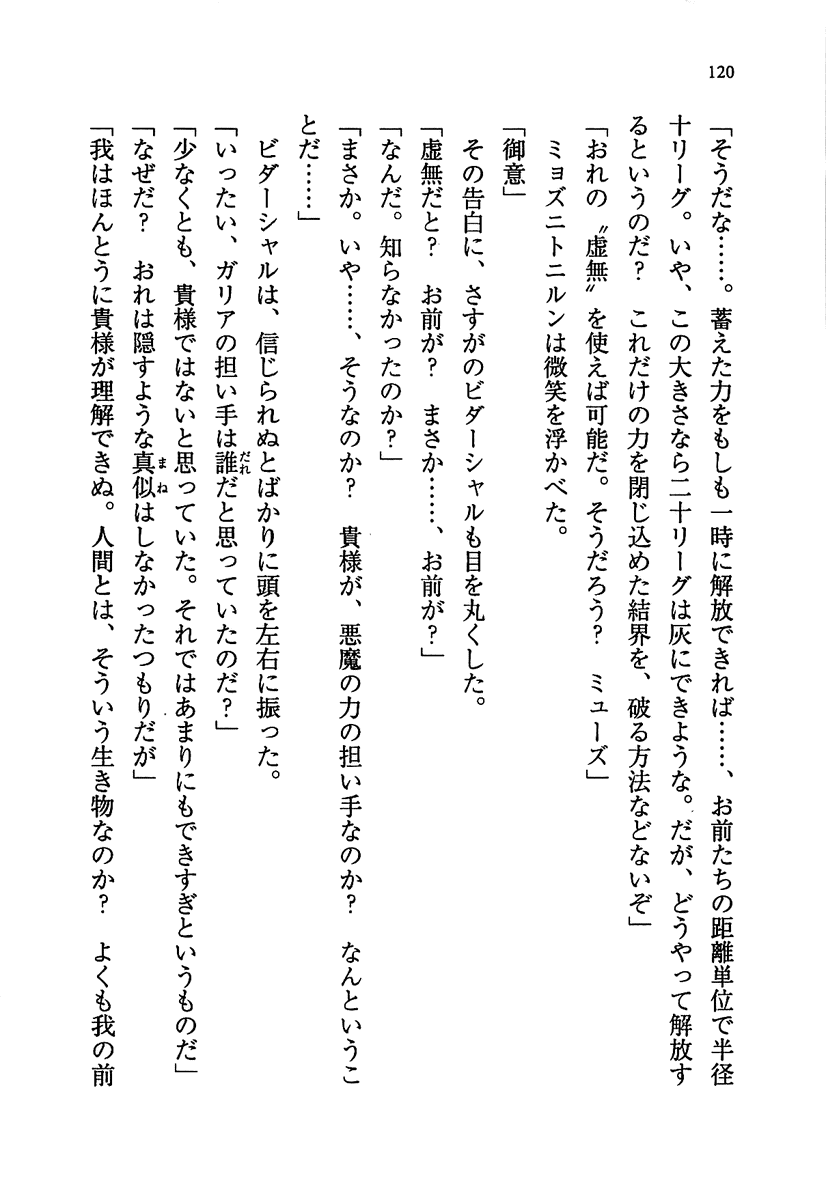 120
「そうだな……。蓄えた力をもしも一時に解放できれば……、お前たちの距離単位で半径
十リーグ。いや、この大きさなら二十リーグは灰にできような。だが、どうやって解放す
るというのだ？　これだけの力を閉じ込めた結界を、破る方法などないぞ」
「おれの〝虚無〟を使えば可能だ。そうだろう？　ミューズ」
　ミョズニトニルンは微笑を浮かべた。
「御意」
　その告白に、さすがのビダーシャルも目を丸くした。
「虚無だと？　お前が？　まさか……、お前が？」
「なんだ。知らなかったのか？」
「まさか。いや……、そうなのか？　貴様が、悪魔の力の担い手なのか？　なんというこ
とだ……」
　ビダーシャルは、信じられぬとばかりに頭を左右に振った。
「いったい、ガリアの担い手は誰だと思っていたのだ？」
「少なくとも、貴様ではないと思っていた。それではあまりにもできすぎというものだ」
「なぜだ？　おれは隠すような真似はしなかったつもりだが」
「我はほんとうに貴様が理解できぬ。人間とは、そういう生き物なのか？　よくも我の前